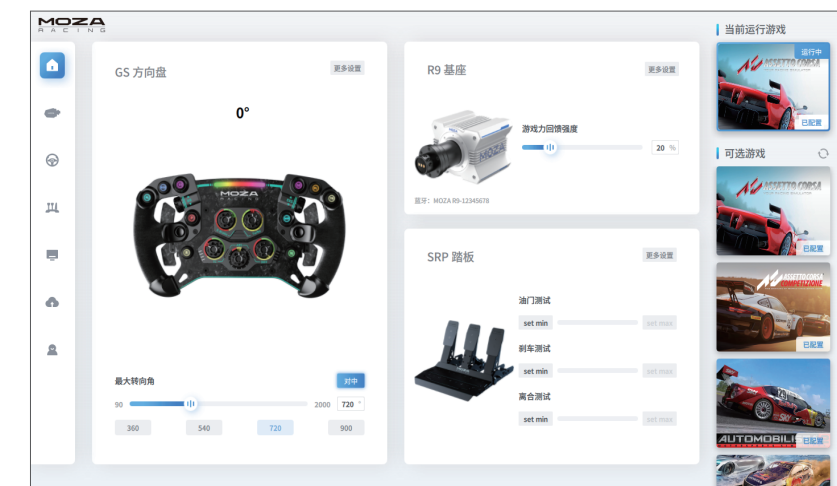 MOZA
RACING
GS 方向盘
更多设置
0°
MOZA
最大转向角
对中
90
2000
720 °
360
540
720
900
R9 基座
更多设置
MOZA
游戏力回馈强度
20 %
蓝牙：MOZA R9-12345678
SRP 踏板
更多设置
油门测试
set min
set max
刹车测试
set min
set max
离合测试
set min
set max
当前运行游戏
运行中
ASSETTO CORSA
已配置
可选游戏
ASSETTO CORSA
已配置
ASSETTO CORSA
COMPETIZIONE
已配置
AUTOMOBILIS
已配置